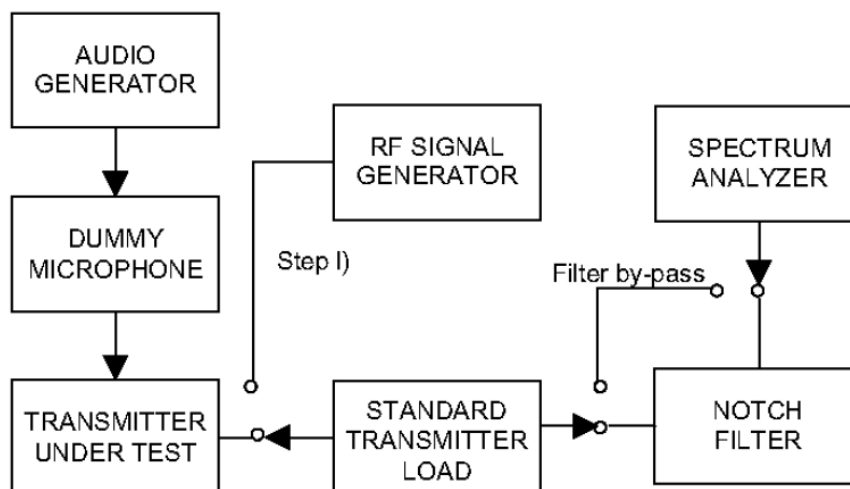 AUDIO
GENERATOR
RF SIGNAL
GENERATOR
SPECTRUM
ANALYZER
DUMMY
MICROPHONE
Step I)
Filter by-pass
TRANSMITTER
UNDER TEST
STANDARD
TRANSMITTER
LOAD
NOTCH
FILTER